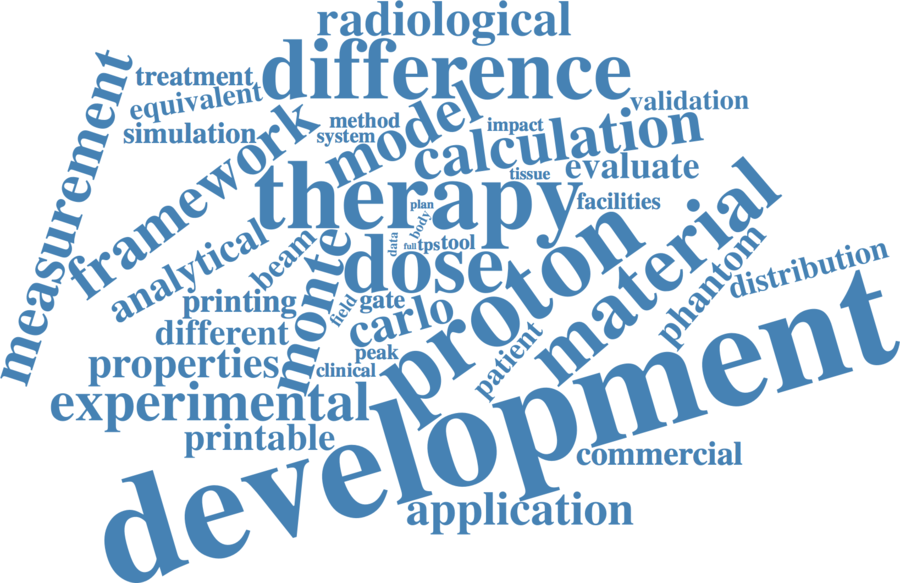 radiological
difference
measurement
treatment
equivalent
simulation
framework
method
system
model
impact
validation
calculation
tissue
evaluate
therapy
plan
facilities
body
data
full
tps
tool
analytical
beam
monte
dose
proton
material
phantom
distribution
printing
field
gate
carlo
different
peak
properties
clinical
patient
experimental
development
printable
commercial
application